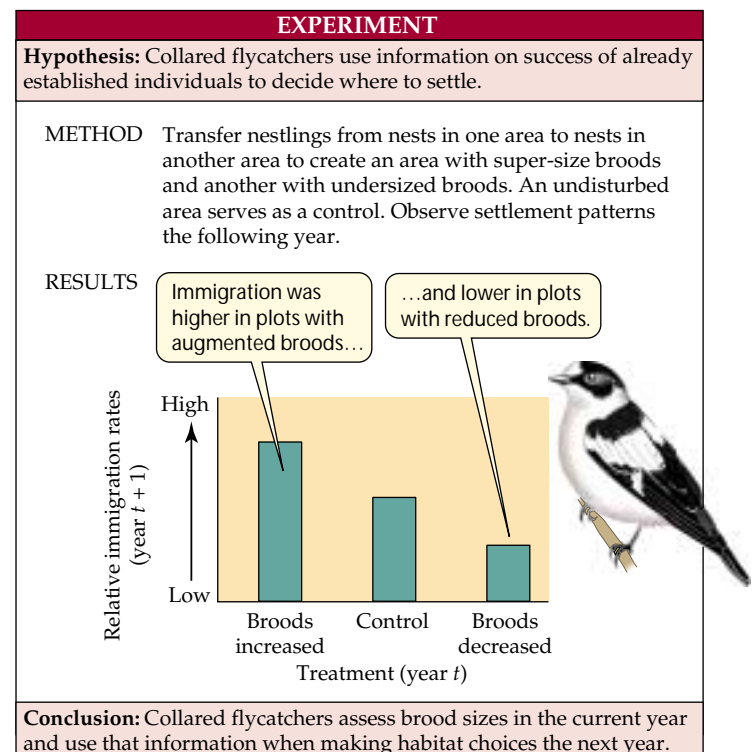 EXPERIMENT
Hypothesis: Collared flycatchers use information on success of already
established individuals to decide where to settle.
METHOD
Transfer nestlings from nests in one area to nests in
another area to create an area with super-size broods
and another with undersized broods. An undisturbed
area serves as a control. Observe settlement patterns
the following year.
RESULTS
Immigration was
higher in plots with
augmented broods…
…and lower in plots
with reduced broods.
Relative immigration rates
(year t + 1)
High
Low
Broods
increased
Control
Broods
decreased
Treatment (year t)
Conclusion: Collared flycatchers assess brood sizes in the current year
and use that information when making habitat choices the next year.